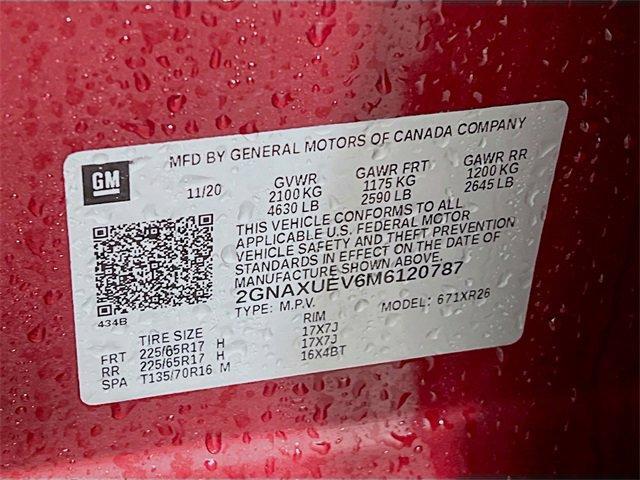 GM
MFD BY GENERAL MOTORS OF CANADA COMPANY
11/20 GVWR GAWR FRT GAWR RR
2100 KG 1175 KG 1200 KG
4630 LB 2590 LB 2645 LB
THIS VEHICLE CONFORMS TO ALL
APPLICABLE U.S. FEDERAL MOTOR
VEHICLE SAFETY AND THEFT PREVENTION
STANDARDS IN EFFECT ON THE DATE OF
MANUFACTURE SHOWN ABOVE.
2GNAXUEV6M6120787
TYPE: M.P.V. MODEL: 671XR26
434B
TIRE SIZE RIM
FRT 225/65R17 H 17X7J
RR 225/65R17 H 17X7J
SPA T135/70R16 M 16X4BT